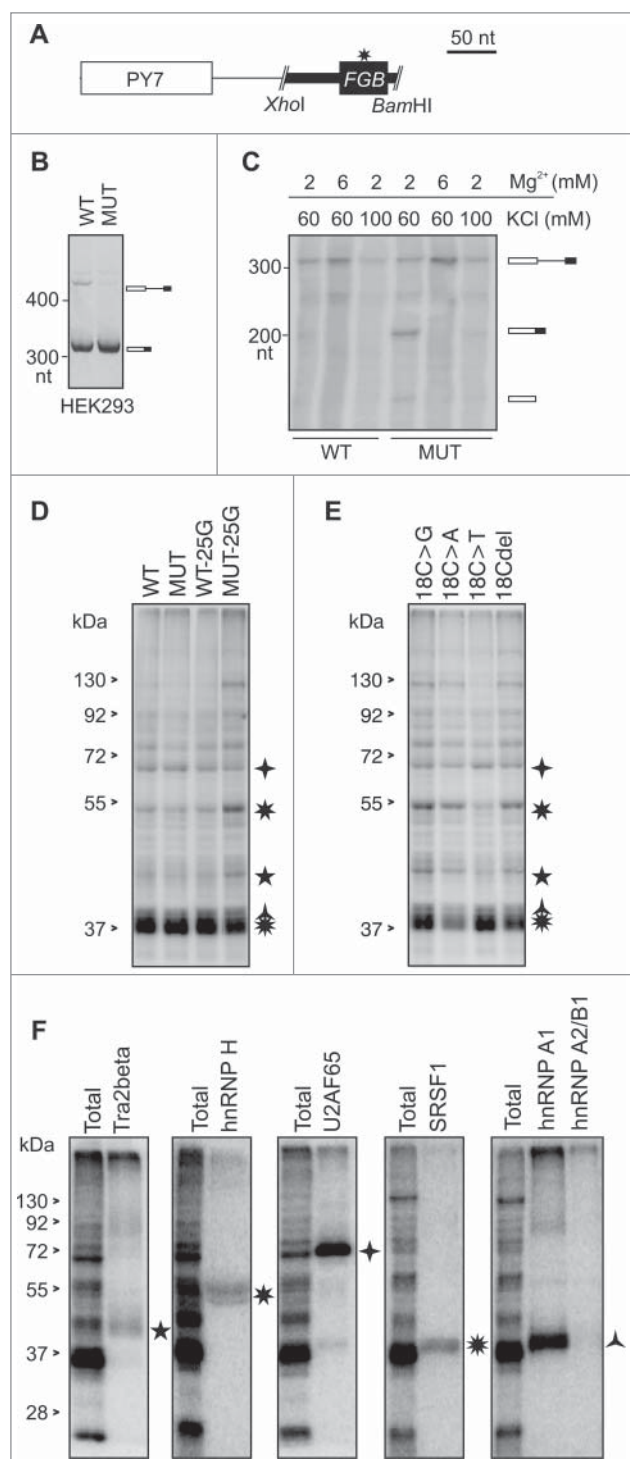 A
50 nt
PY7
FGB
XhoI
BamHI
B
WT
MUT
400
300
nt
HEK293
C
2 6 2 2 6 2 Mg²⁺(mM)
60 60 100 60 60 100 KCl (mM)
300
200
nt
WT MUT
D
WT
MUT
WT-25G
MUT-25G
kDa
130
92
72
55
37
E
18C>G
18C>A
18C>T
18Cdel
kDa
130
92
72
55
37
F
Total
Tra2beta
Total
hnRNP H
Total
U2AF65
Total
SRSF1
Total
hnRNP A1
hnRNP A2/B1
kDa
130
92
72
55
37
28